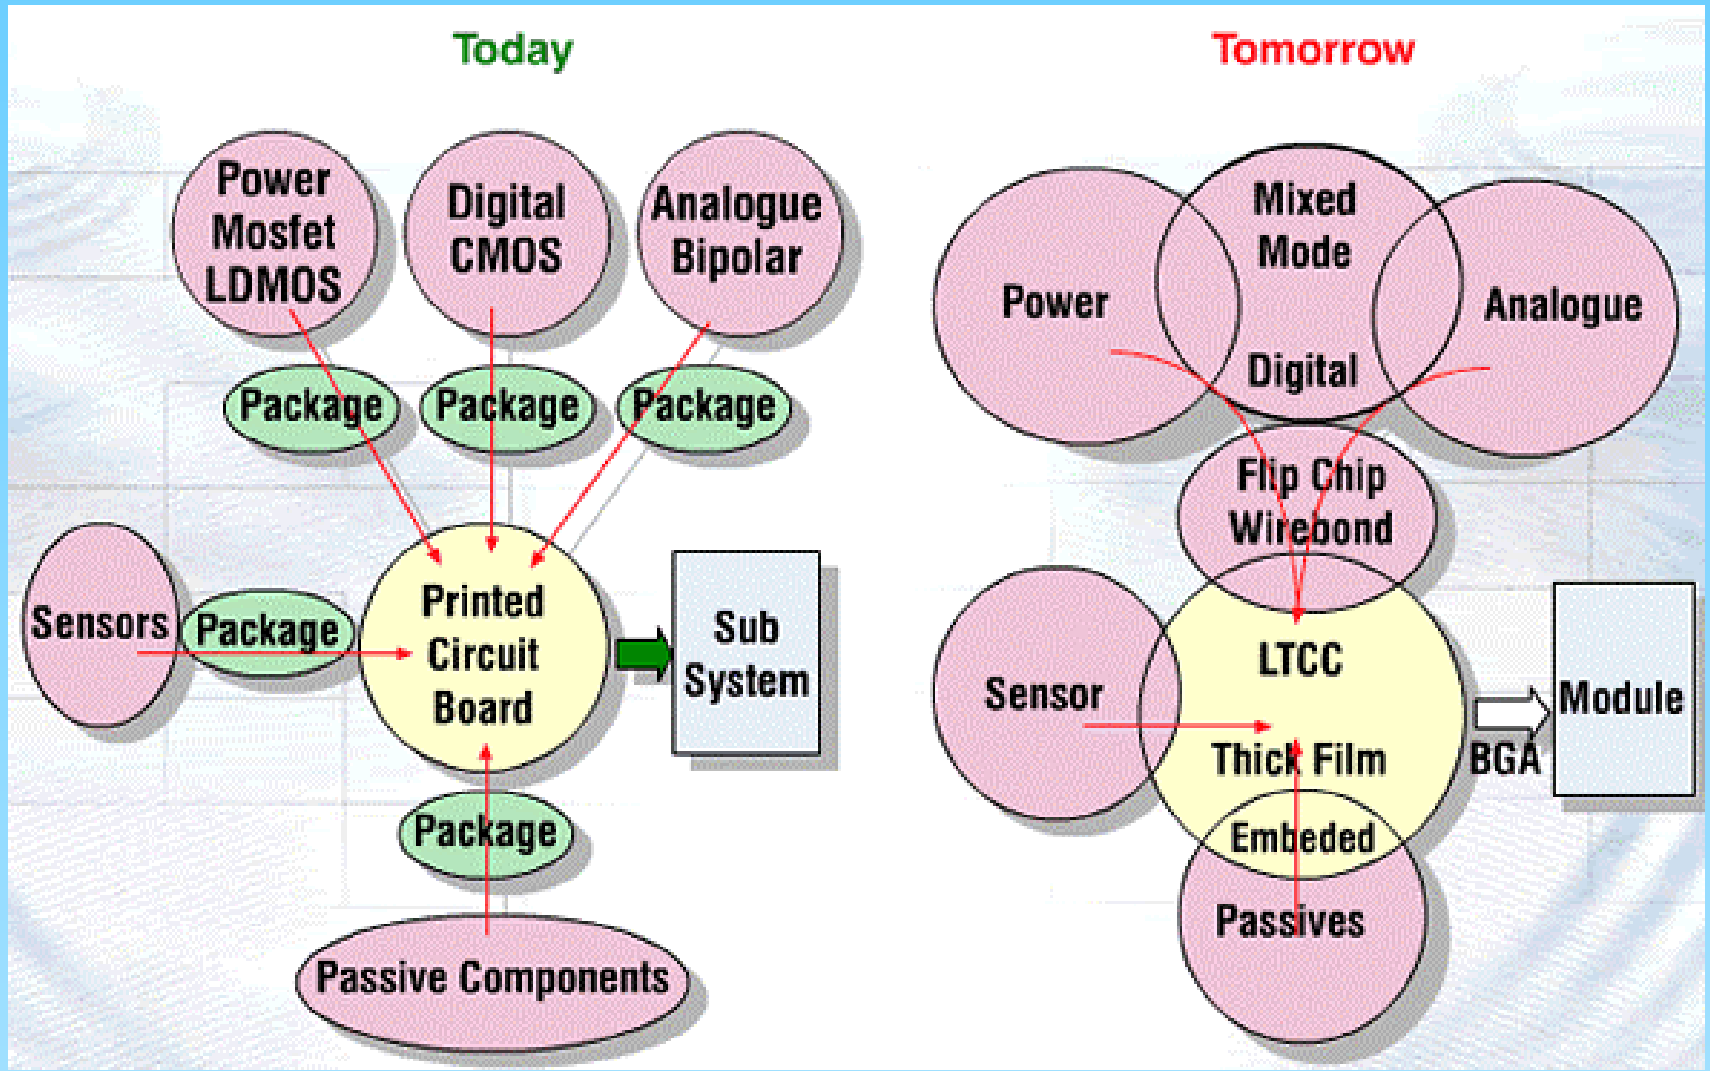 Today
Power
Mosfet
LDMOS
Digital
CMOS
Analogue
Bipolar
Package
Package
Package
Sensors
Package
Printed
Circuit
Board
Sub
System
Package
Passive Components
Tomorrow
Power
Mixed
Mode
Digital
Analogue
Flip Chip
Wirebond
Sensor
LTCC
Thick Film
Embeded
Passives
BGA
Module